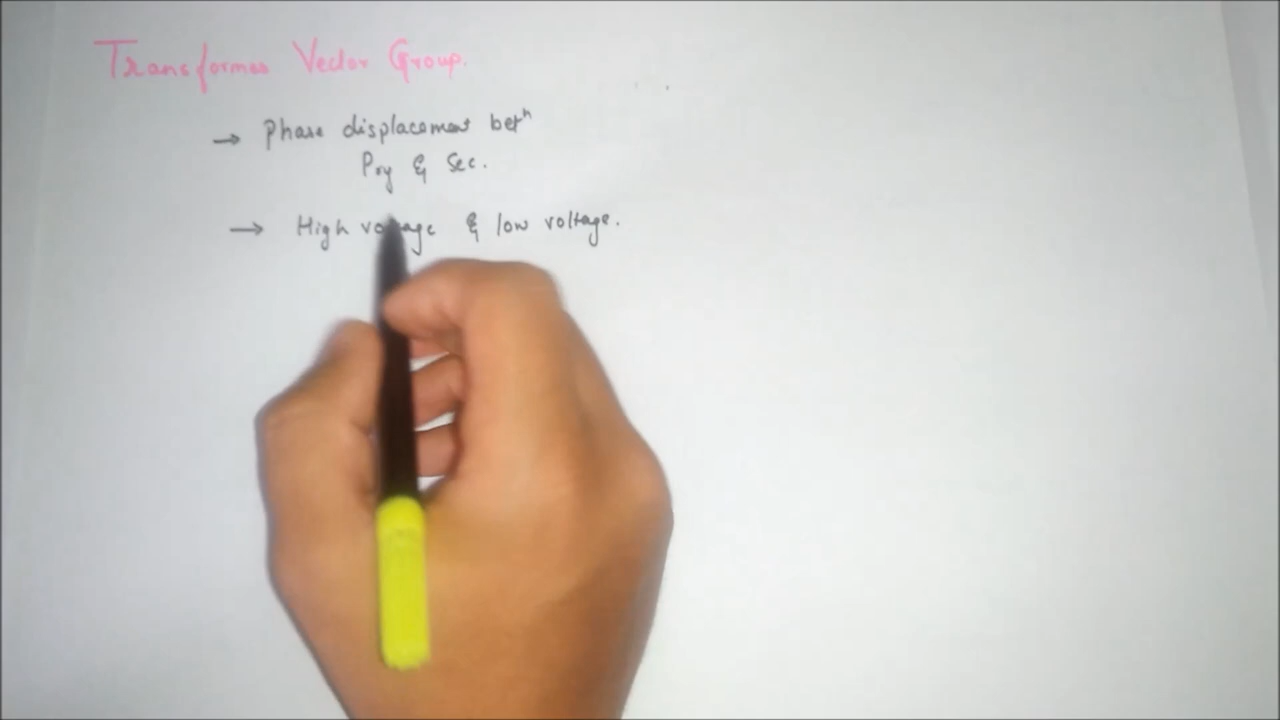 Transformer Vector Group.
→ Phase displacement betⁿ
Pry & Sec.
→ High voltage & low voltage.